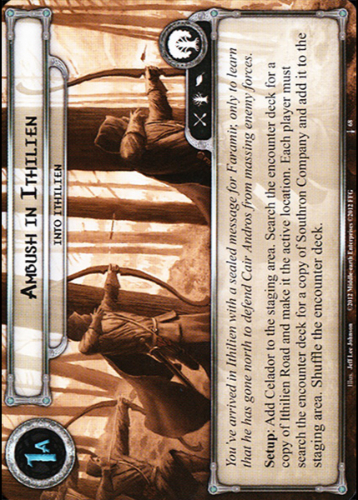 1A
Ambush in Ithilien
Into Ithilien
You've arrived in Ithilien with a sealed message for Faramir, only to learn
that he has gone north to defend Cair Andros from massing enemy forces.
Setup: Add Celador to the staging area. Search the encounter deck for a
copy of Ithilien Road and make it the active location. Each player must
search the encounter deck for a copy of Southron Company and add it to the
staging area. Shuffle the encounter deck.
Illus. Jeff Lee Johnson ©2012 Middle-earth Enterprises ©2012 FFG 68